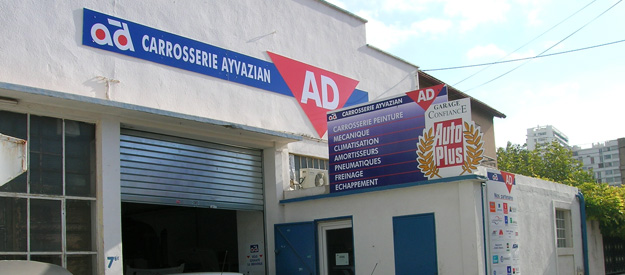 ad CARROSSERIE AYVAZIAN AD
ad CARROSSERIE AYVAZIAN AD
CARROSSERIE PEINTURE
MECANIQUE
CLIMATISATION
AMORTISSEURS
PNEUMATIQUES
FREINAGE
ECHAPPEMENT
GARAGE
CONFIANCE
Auto
Plus
AD
ad
7